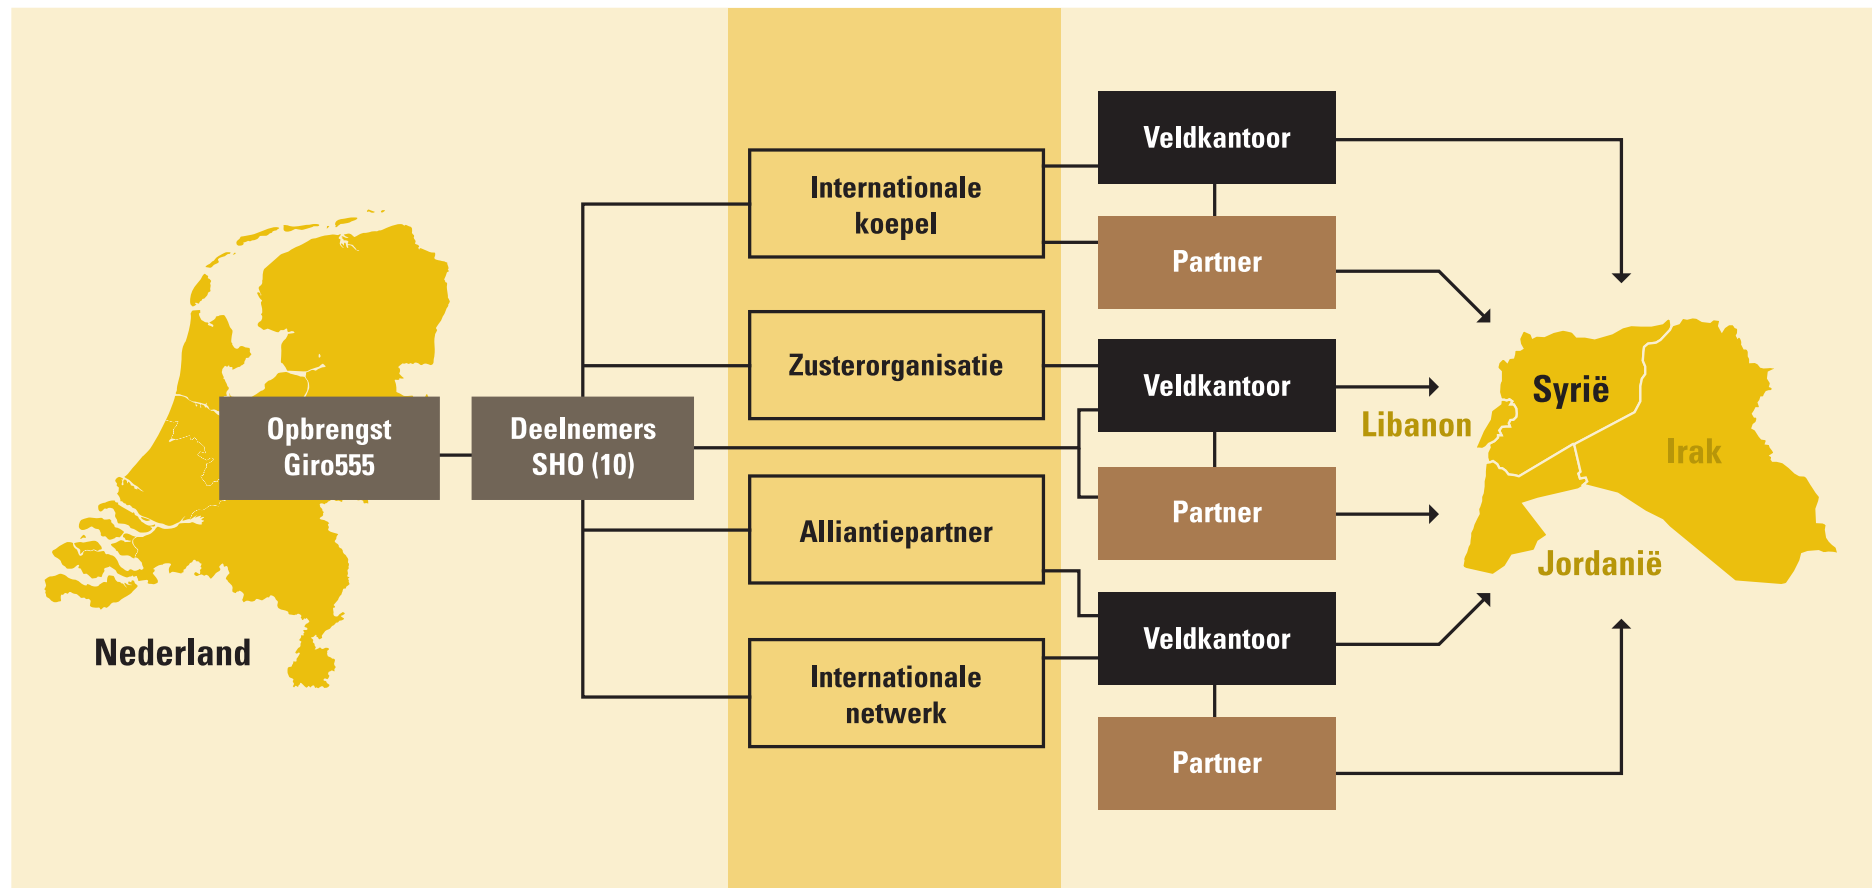 Nederland
Opbrengst
Giro555
Deelnemers
SHO (10)
Internationale
koepel
Zusterorganisatie
Alliantiepartner
Internationale
netwerk
Veldkantoor
Partner
Veldkantoor
Partner
Veldkantoor
Partner
Syrië
Libanon
Irak
Jordanië